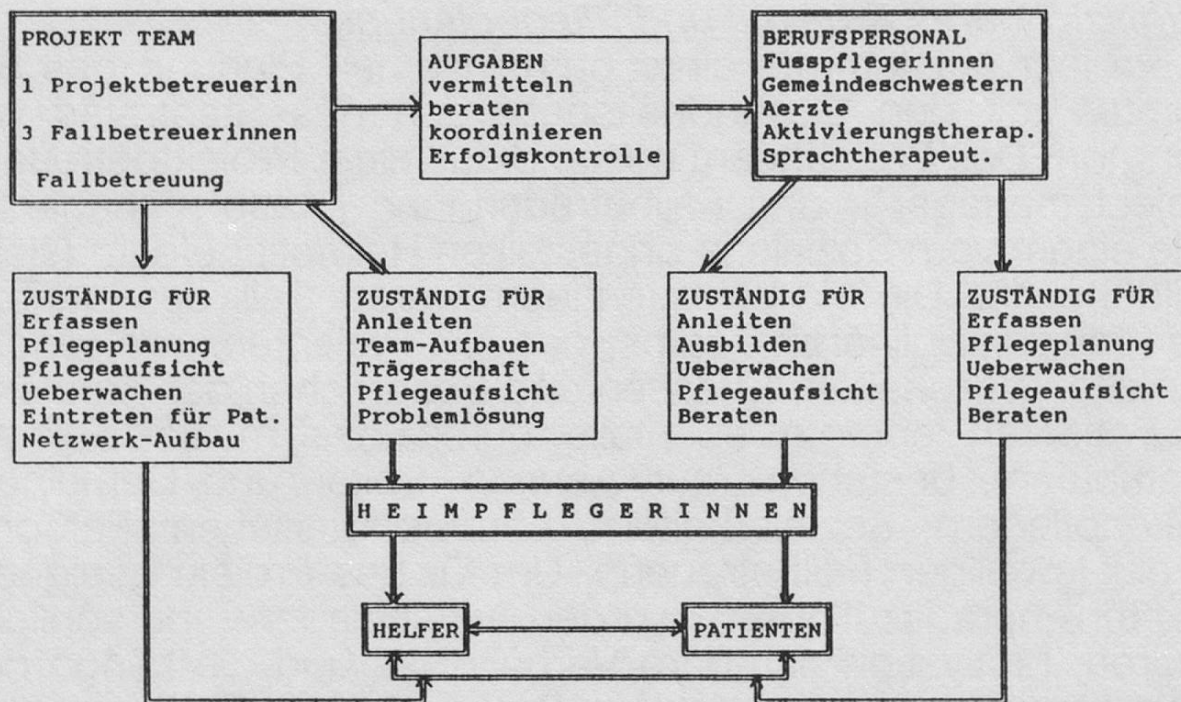 PROJEKT TEAM
1 Projektbetreuerin
3 Fallbetreuerinnen
Fallbetreuung
AUFGABEN
vermitteln
beraten
koordinieren
Erfolgskontrolle
BERUFSPERSONAL
Fusspflegerinnen
Gemeindeschwestern
Aerzte
Aktivierungstherap.
Sprachtherapeut.
ZUSTÄNDIG FÜR
Erfassen
Pflegeplanung
Pflegeaufsicht
Ueberwachen
Eintreten für Pat.
Netzwerk-Aufbau
ZUSTÄNDIG FÜR
Anleiten
Team-Aufbauen
Trägerschaft
Pflegeaufsicht
Problemlösung
ZUSTÄNDIG FÜR
Anleiten
Ausbilden
Ueberwachen
Pflegeaufsicht
Beraten
ZUSTÄNDIG FÜR
Erfassen
Pflegeplanung
Ueberwachen
Pflegeaufsicht
Beraten
H E I M P F L E G E R I N N E N
HELFER
PATIENTEN